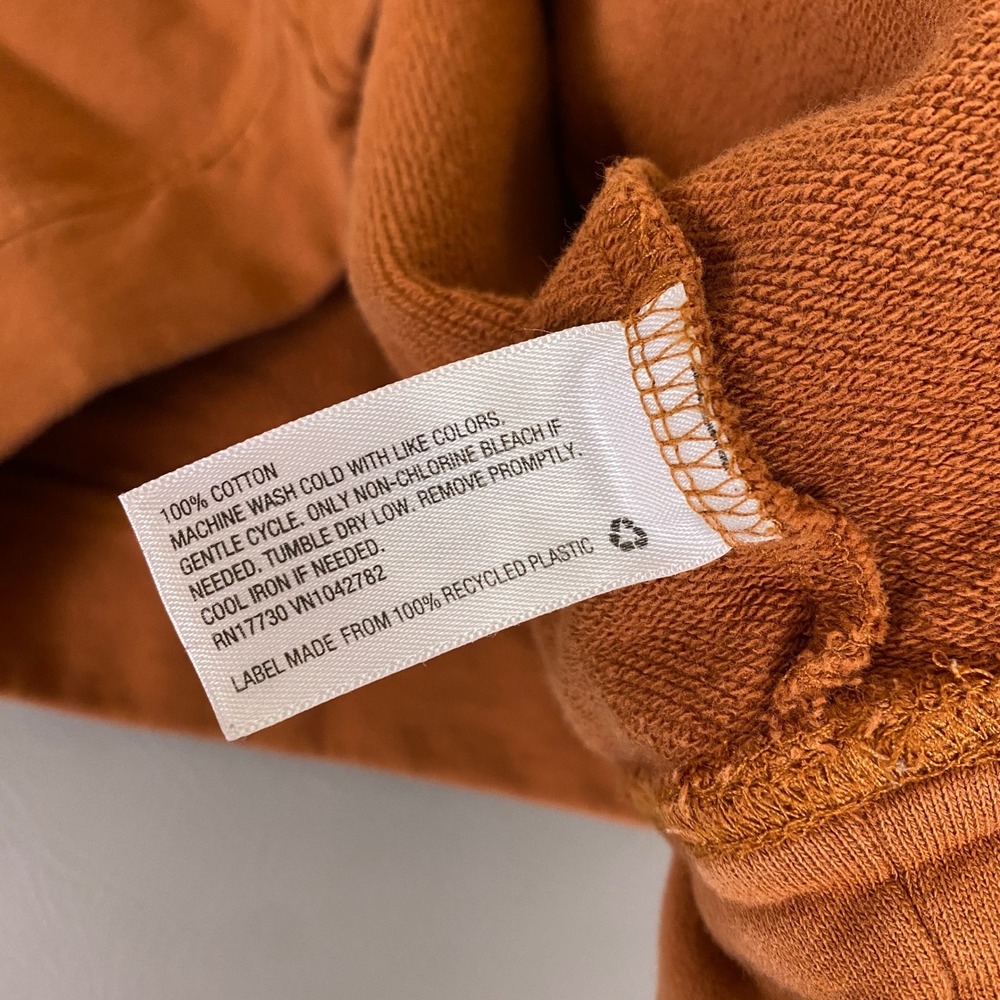 100% COTTON
MACHINE WASH COLD WITH LIKE COLORS,
GENTLE CYCLE. ONLY NON-CHLORINE BLEACH IF
NEEDED. TUMBLE DRY LOW. REMOVE PROMPTLY.
COOL IRON IF NEEDED.
RN17730 VN1042782
LABEL MADE FROM 100% RECYCLED PLASTIC